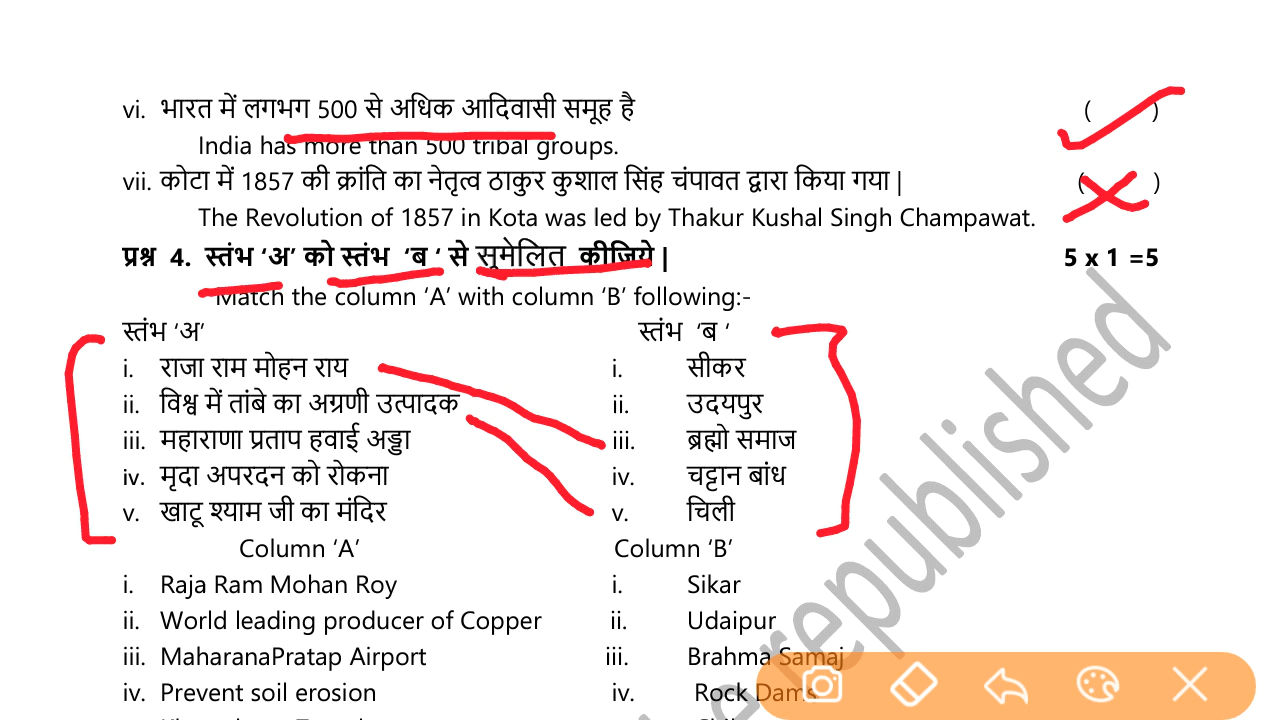 vi. भारत में लगभग 500 से अधिक आदिवासी समूह है ( )
India has more than 500 tribal groups.
vii. कोटा में 1857 की क्रांति का नेतृत्व ठाकुर कुशाल सिंह चंपावत द्वारा किया गया | ( )
The Revolution of 1857 in Kota was led by Thakur Kushal Singh Champawat.
प्रश्न 4. स्तंभ ‘अ’ को स्तंभ ‘ब ‘ से सुमेलित कीजिये | 5 x 1 =5
Match the column ‘A’ with column ‘B’ following:-
स्तंभ ‘अ’ स्तंभ ‘ब ‘
i. राजा राम मोहन राय i. सीकर
ii. विश्व में तांबे का अग्रणी उत्पादक ii. उदयपुर
iii. महाराणा प्रताप हवाई अड्डा iii. ब्रह्मो समाज
iv. मृदा अपरदन को रोकना iv. चट्टान बांध
v. खाटू श्याम जी का मंदिर v. चिली
Column ‘A’ Column ‘B’
i. Raja Ram Mohan Roy i. Sikar
ii. World leading producer of Copper ii. Udaipur
iii. MaharanaPratap Airport iii. Brahma Samaj
iv. Prevent soil erosion iv. Rock Dams
be republished